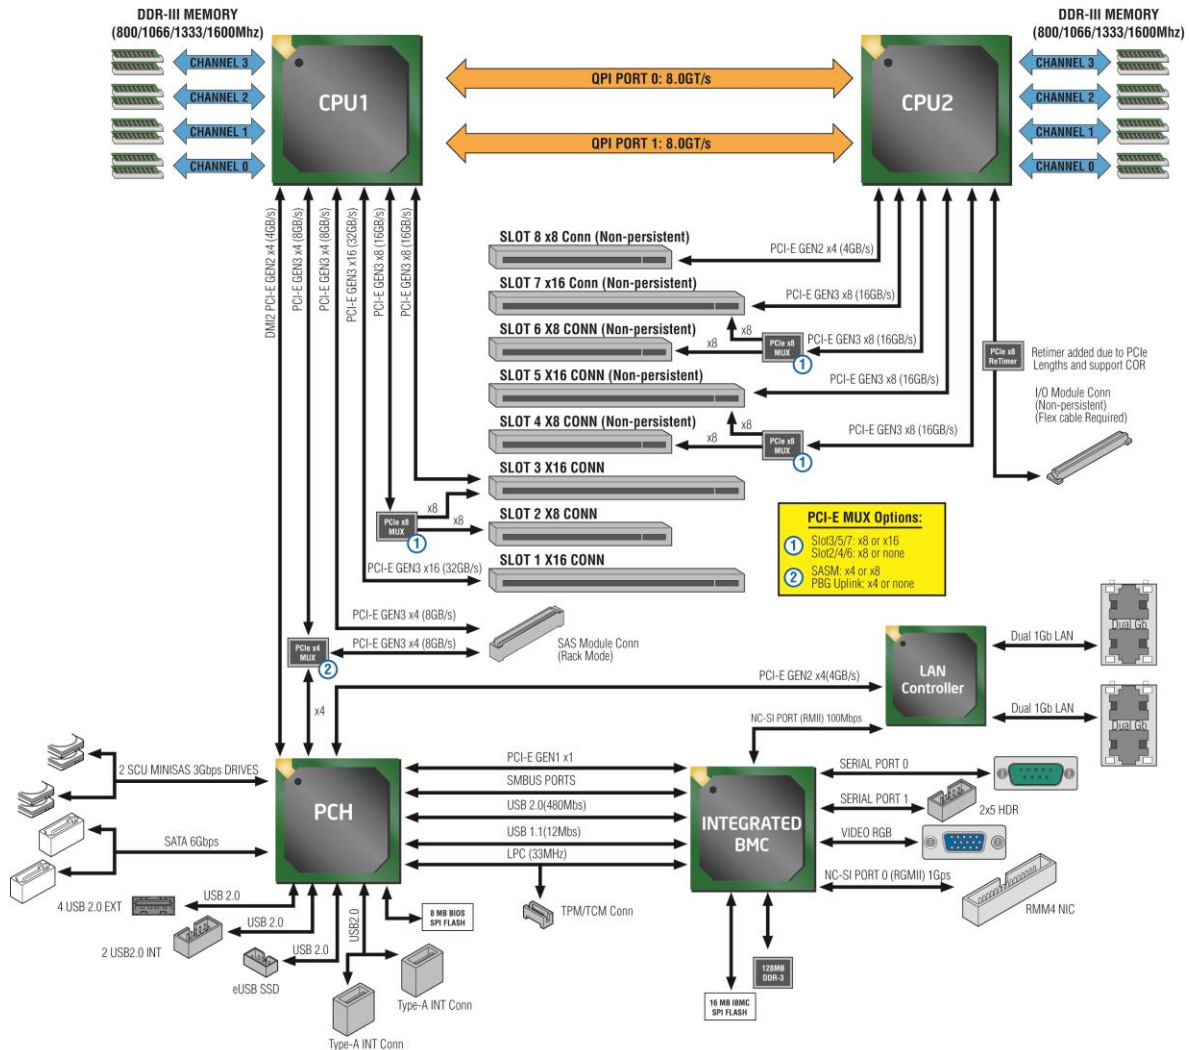 DDR-III MEMORY
(800/1066/1333/1600Mhz)
DDR-III MEMORY
(800/1066/1333/1600Mhz)
CHANNEL 3
CHANNEL 2
CHANNEL 1
CHANNEL 0
CPU1
QPI PORT 0: 8.0GT/s
QPI PORT 1: 8.0GT/s
CPU2
CHANNEL 3
CHANNEL 2
CHANNEL 1
CHANNEL 0
DMI2 PCI-E GEN2 x4 (4GB/s)
PCI-E GEN3 x4 (8GB/s)
PCI-E GEN3 x4 (8GB/s)
PCI-E GEN3 x16 (32GB/s)
PCI-E GEN3 x8 (16GB/s)
PCI-E GEN3 x8 (16GB/s)
SLOT 8 x8 Conn (Non-persistent)
PCI-E GEN2 x4 (4GB/s)
SLOT 7 x16 Conn (Non-persistent)
PCI-E GEN3 x8 (16GB/s)
SLOT 6 X8 CONN (Non-persistent)
x8
x8
PCIe x8
MUX
1
PCI-E GEN3 x8 (16GB/s)
SLOT 5 X16 CONN (Non-persistent)
PCI-E GEN3 x8 (16GB/s)
SLOT 4 X8 CONN (Non-persistent)
x8
x8
PCIe x8
MUX
1
PCI-E GEN3 x8 (16GB/s)
PCIe x8
ReTimer
Retimer added due to PCIe
Lengths and support COR
I/O Module Conn
(Non-persistent)
(Flex cable Required)
SLOT 3 X16 CONN
x8
PCIe x8
MUX
1
x8
SLOT 2 X8 CONN
SLOT 1 X16 CONN
PCI-E GEN3 x16 (32GB/s)
PCI-E MUX Options:
1
Slot3/5/7: x8 or x16
Slot2/4/6: x8 or none
2
SASM: x4 or x8
PBG Uplink: x4 or none
PCI-E GEN3 x4 (8GB/s)
PCI-E GEN3 x4 (8GB/s)
SAS Module Conn
(Rack Mode)
PCIe x4
MUX
2
x4
PCI-E GEN2 x4(4GB/s)
LAN
Controller
Dual 1Gb LAN
Dual Gb
Dual 1Gb LAN
Dual Gb
NC-SI PORT (RMII) 100Mbps
2 SCU MINISAS 3Gbps DRIVES
SATA 6Gbps
PCH
PCI-E GEN1 x1
SMBUS PORTS
USB 2.0(480Mbs)
USB 1.1(12Mbs)
LPC (33MHz)
INTEGRATED
BMC
SERIAL PORT 0
SERIAL PORT 1
2x5 HDR
VIDEO RGB
NC-SI PORT 0 (RGMII) 1Gps
RMM4 NIC
4 USB 2.0 EXT
USB 2.0
2 USB2.0 INT
USB 2.0
eUSB SSD
USB 2.0
USB2.0
Type-A INT Conn
Type-A INT Conn
8 MB BIOS
SPI FLASH
TPM/TCM Conn
128MB
DDR-3
16 MB IBMC
SPI FLASH